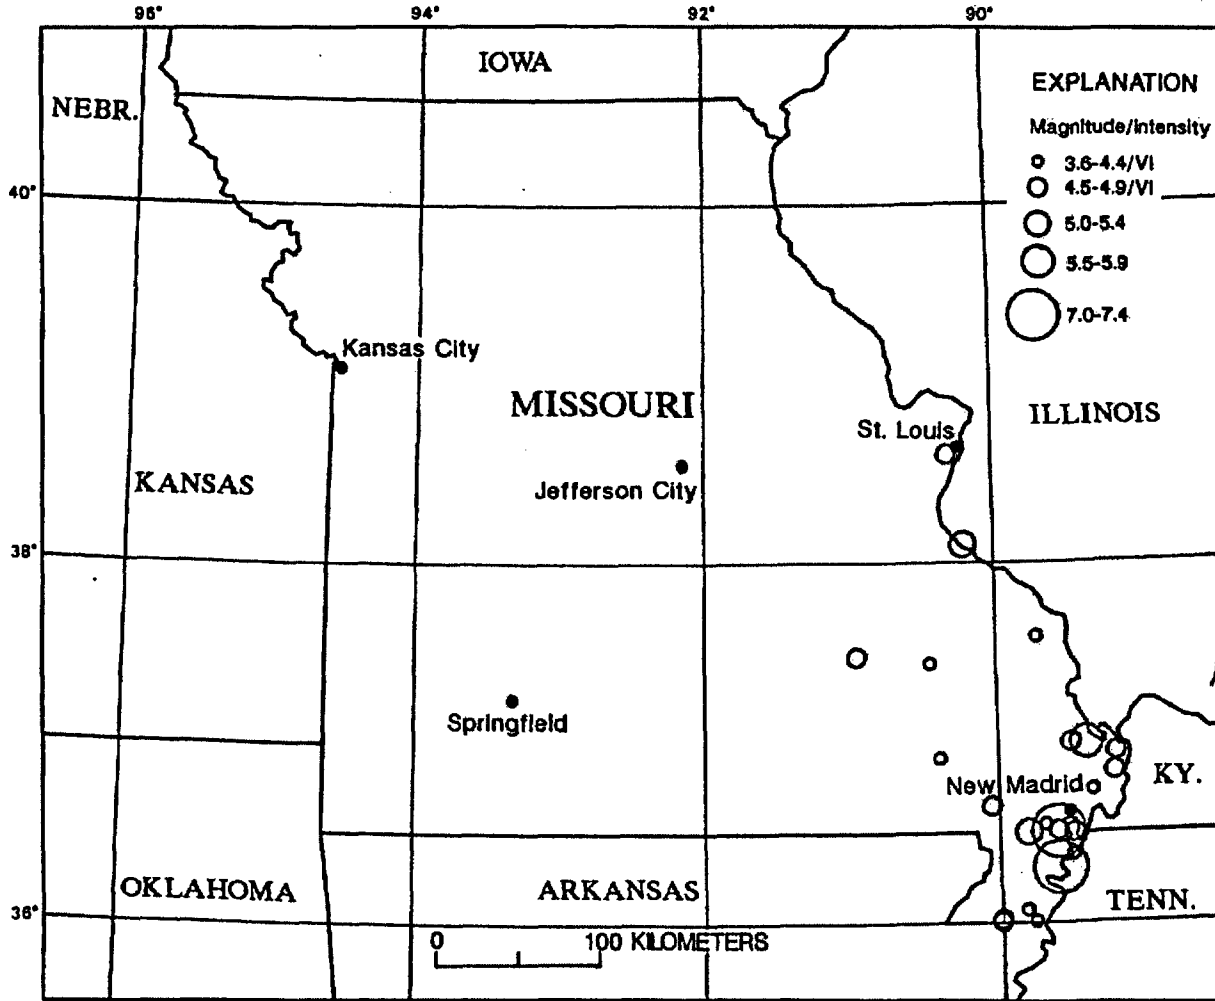 96° 94° 92° 90°
IOWA
EXPLANATION
NEBR.
Magnitude/Intensity
3.6-4.4/VI
40°
4.5-4.9/VI
5.0-5.4
5.5-5.9
7.0-7.4
Kansas City
MISSOURI
ILLINOIS
St. Louis
KANSAS
Jefferson City
38°
Springfield
New Madrid
KY.
OKLAHOMA
ARKANSAS
TENN.
36°
0 100 KILOMETERS